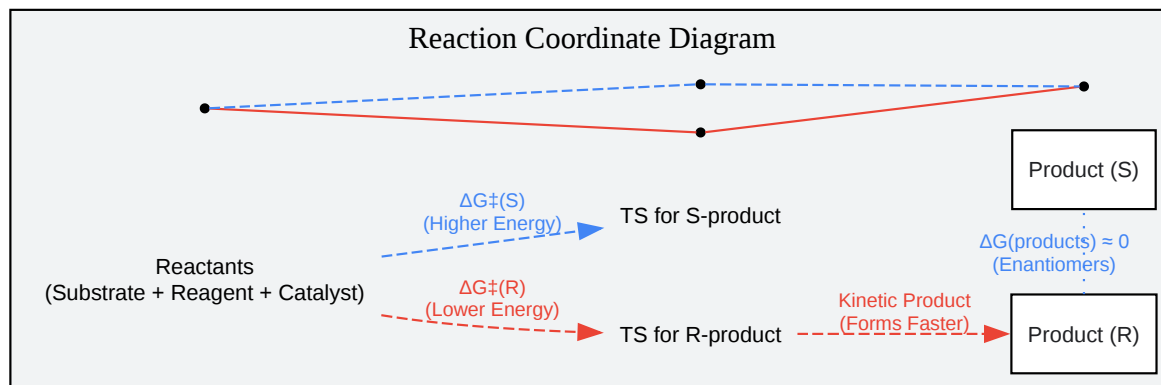 Reaction Coordinate Diagram
Product (S)
ΔG‡(S)
(Higher Energy)
TS for S-product
ΔG(products) ≈ 0
(Enantiomers)
Reactants
(Substrate + Reagent + Catalyst)
ΔG‡(R)
(Lower Energy)
Kinetic Product
(Forms Faster)
TS for R-product
Product (R)